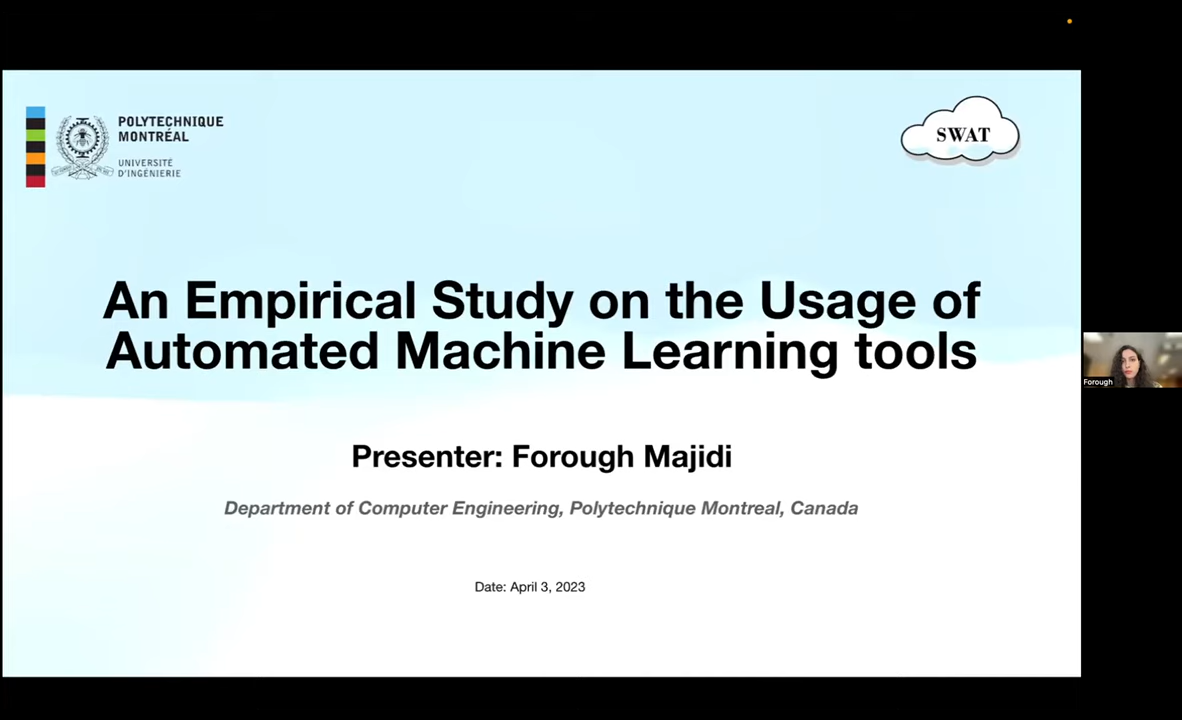 POLYTECHNIQUE
MONTRÉAL
UNIVERSITÉ
D'INGÉNIERIE
SWAT
An Empirical Study on the Usage of
Automated Machine Learning tools
Presenter: Forough Majidi
Department of Computer Engineering, Polytechnique Montreal, Canada
Date: April 3, 2023
Forough